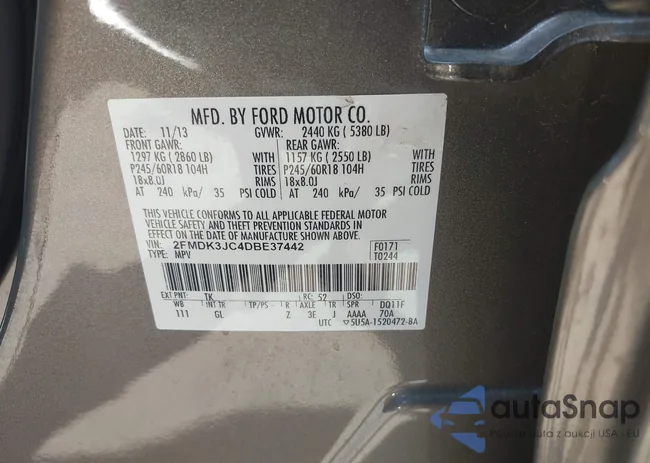 MFD. BY FORD MOTOR CO.
DATE: 11/13 GVWR: 2440 KG ( 5380 LB)
FRONT GAWR: REAR GAWR:
1297 KG ( 2860 LB) WITH 1157 KG ( 2550 LB) WITH
P245/60R18 104H TIRES P245/60R18 104H TIRES
18x8.0J RIMS 18x8.0J RIMS
AT 240 kPa/ 35 PSI COLD AT 240 kPa/ 35 PSI COLD
THIS VEHICLE CONFORMS TO ALL APPLICABLE FEDERAL MOTOR
VEHICLE SAFETY AND THEFT PREVENTION STANDARDS IN
EFFECT ON THE DATE OF MANUFACTURE SHOWN ABOVE.
VIN: 2FMDK3JC4DBE37442 F0171
TYPE: MPV T0244
EXT PNT: TK RC: 52 DSO:
WB INT TR TP/PS R AXLE TR SPR DQ11F
111 GL Z 3E J AAAA 70A
UTC ▽5U5A-1520472-BA
autoSnap
auta z aukcji USA - EU